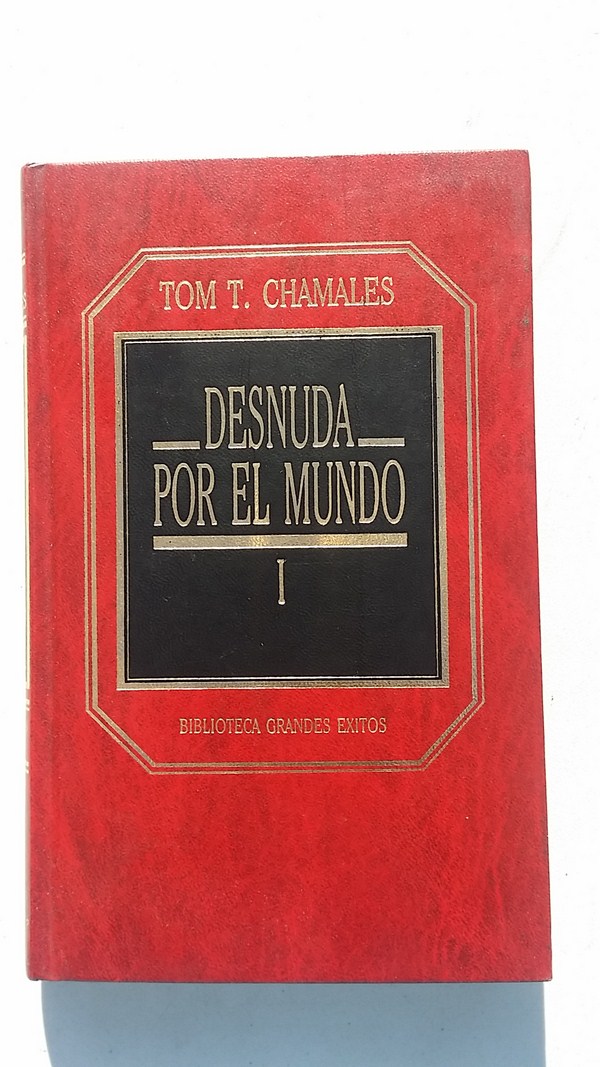 TOM T. CHAMALES
DESNUDA
POR EL MUNDO
I
BIBLIOTECA GRANDES EXITOS